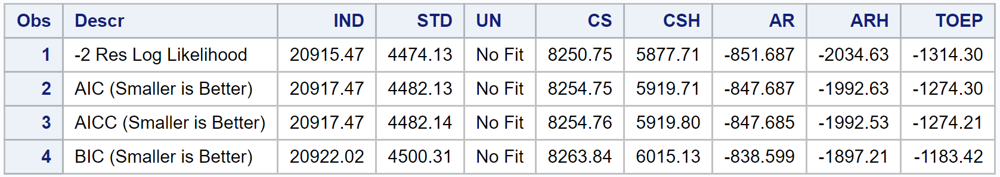 Obs Descr IND STD UN CS CSH AR ARH TOEP
1 -2 Res Log Likelihood 20915.47 4474.13 No Fit 8250.75 5877.71 -851.687 -2034.63 -1314.30
2 AIC (Smaller is Better) 20917.47 4482.13 No Fit 8254.75 5919.71 -847.687 -1992.63 -1274.30
3 AICC (Smaller is Better) 20917.47 4482.14 No Fit 8254.76 5919.80 -847.685 -1992.53 -1274.21
4 BIC (Smaller is Better) 20922.02 4500.31 No Fit 8263.84 6015.13 -838.599 -1897.21 -1183.42